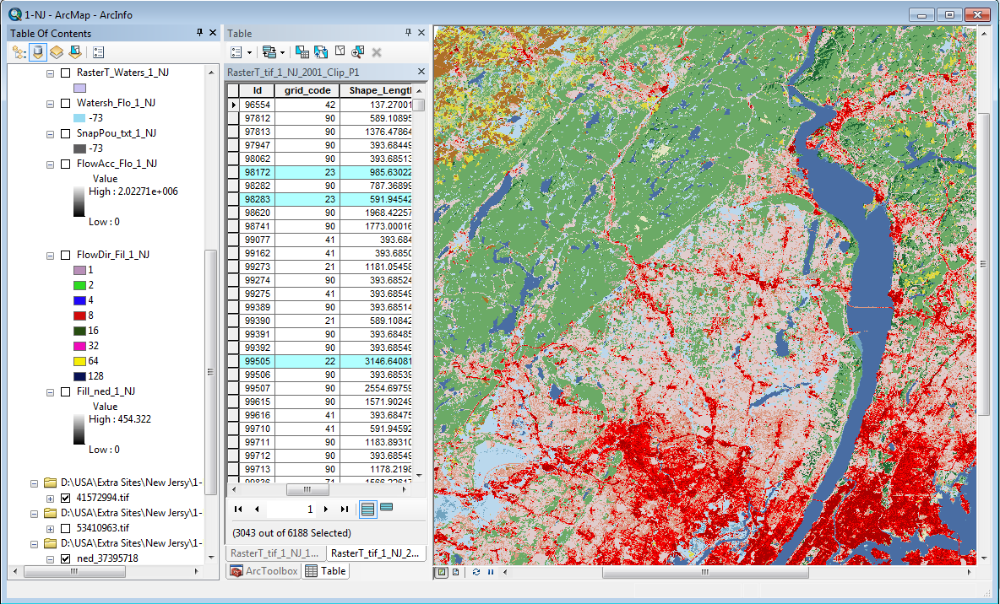 1-NJ - ArcMap - ArcInfo
Table Of Contents
RasterT_Waters_1_NJ
Watersh_Flo_1_NJ
-73
SnapPou_txt_1_NJ
-73
FlowAcc_Flo_1_NJ
Value
High : 2.02271e+006
Low : 0
FlowDir_Fil_1_NJ
1
2
4
8
16
32
64
128
Fill_ned_1_NJ
Value
High : 454.322
Low : 0
D:\USA\Extra Sites\New Jersy\1-
41572994.tif
D:\USA\Extra Sites\New Jersy\1-
53410963.tif
D:\USA\Extra Sites\New Jersy\1-
ned_37395718
Table
RasterT_tif_1_NJ_2001_Clip_P1
Id grid_code Shape_Length
96554 42 137.27001
97812 90 589.10895
97813 90 1376.47864
97947 90 393.68449
98062 90 393.68513
98172 23 985.63022
98282 90 787.36899
98283 23 591.94542
98620 90 1968.42257
98741 90 1773.00016
99077 41 393.684
99162 41 393.6850
99273 21 1181.05458
99274 90 393.68524
99275 41 393.68549
99389 90 393.68514
99390 21 589.10842
99391 90 393.68485
99392 90 393.68549
99505 22 3146.64081
99506 90 393.68539
99507 90 2554.69759
99615 90 1571.90249
99616 41 393.68475
99710 41 591.94592
99711 90 1183.89310
99712 90 393.68549
99713 90 1178.2198
99836 71 1566.22617
1
(3043 out of 6188 Selected)
RasterT_tif_1_NJ_1... RasterT_tif_1_NJ_2...
ArcToolbox Table